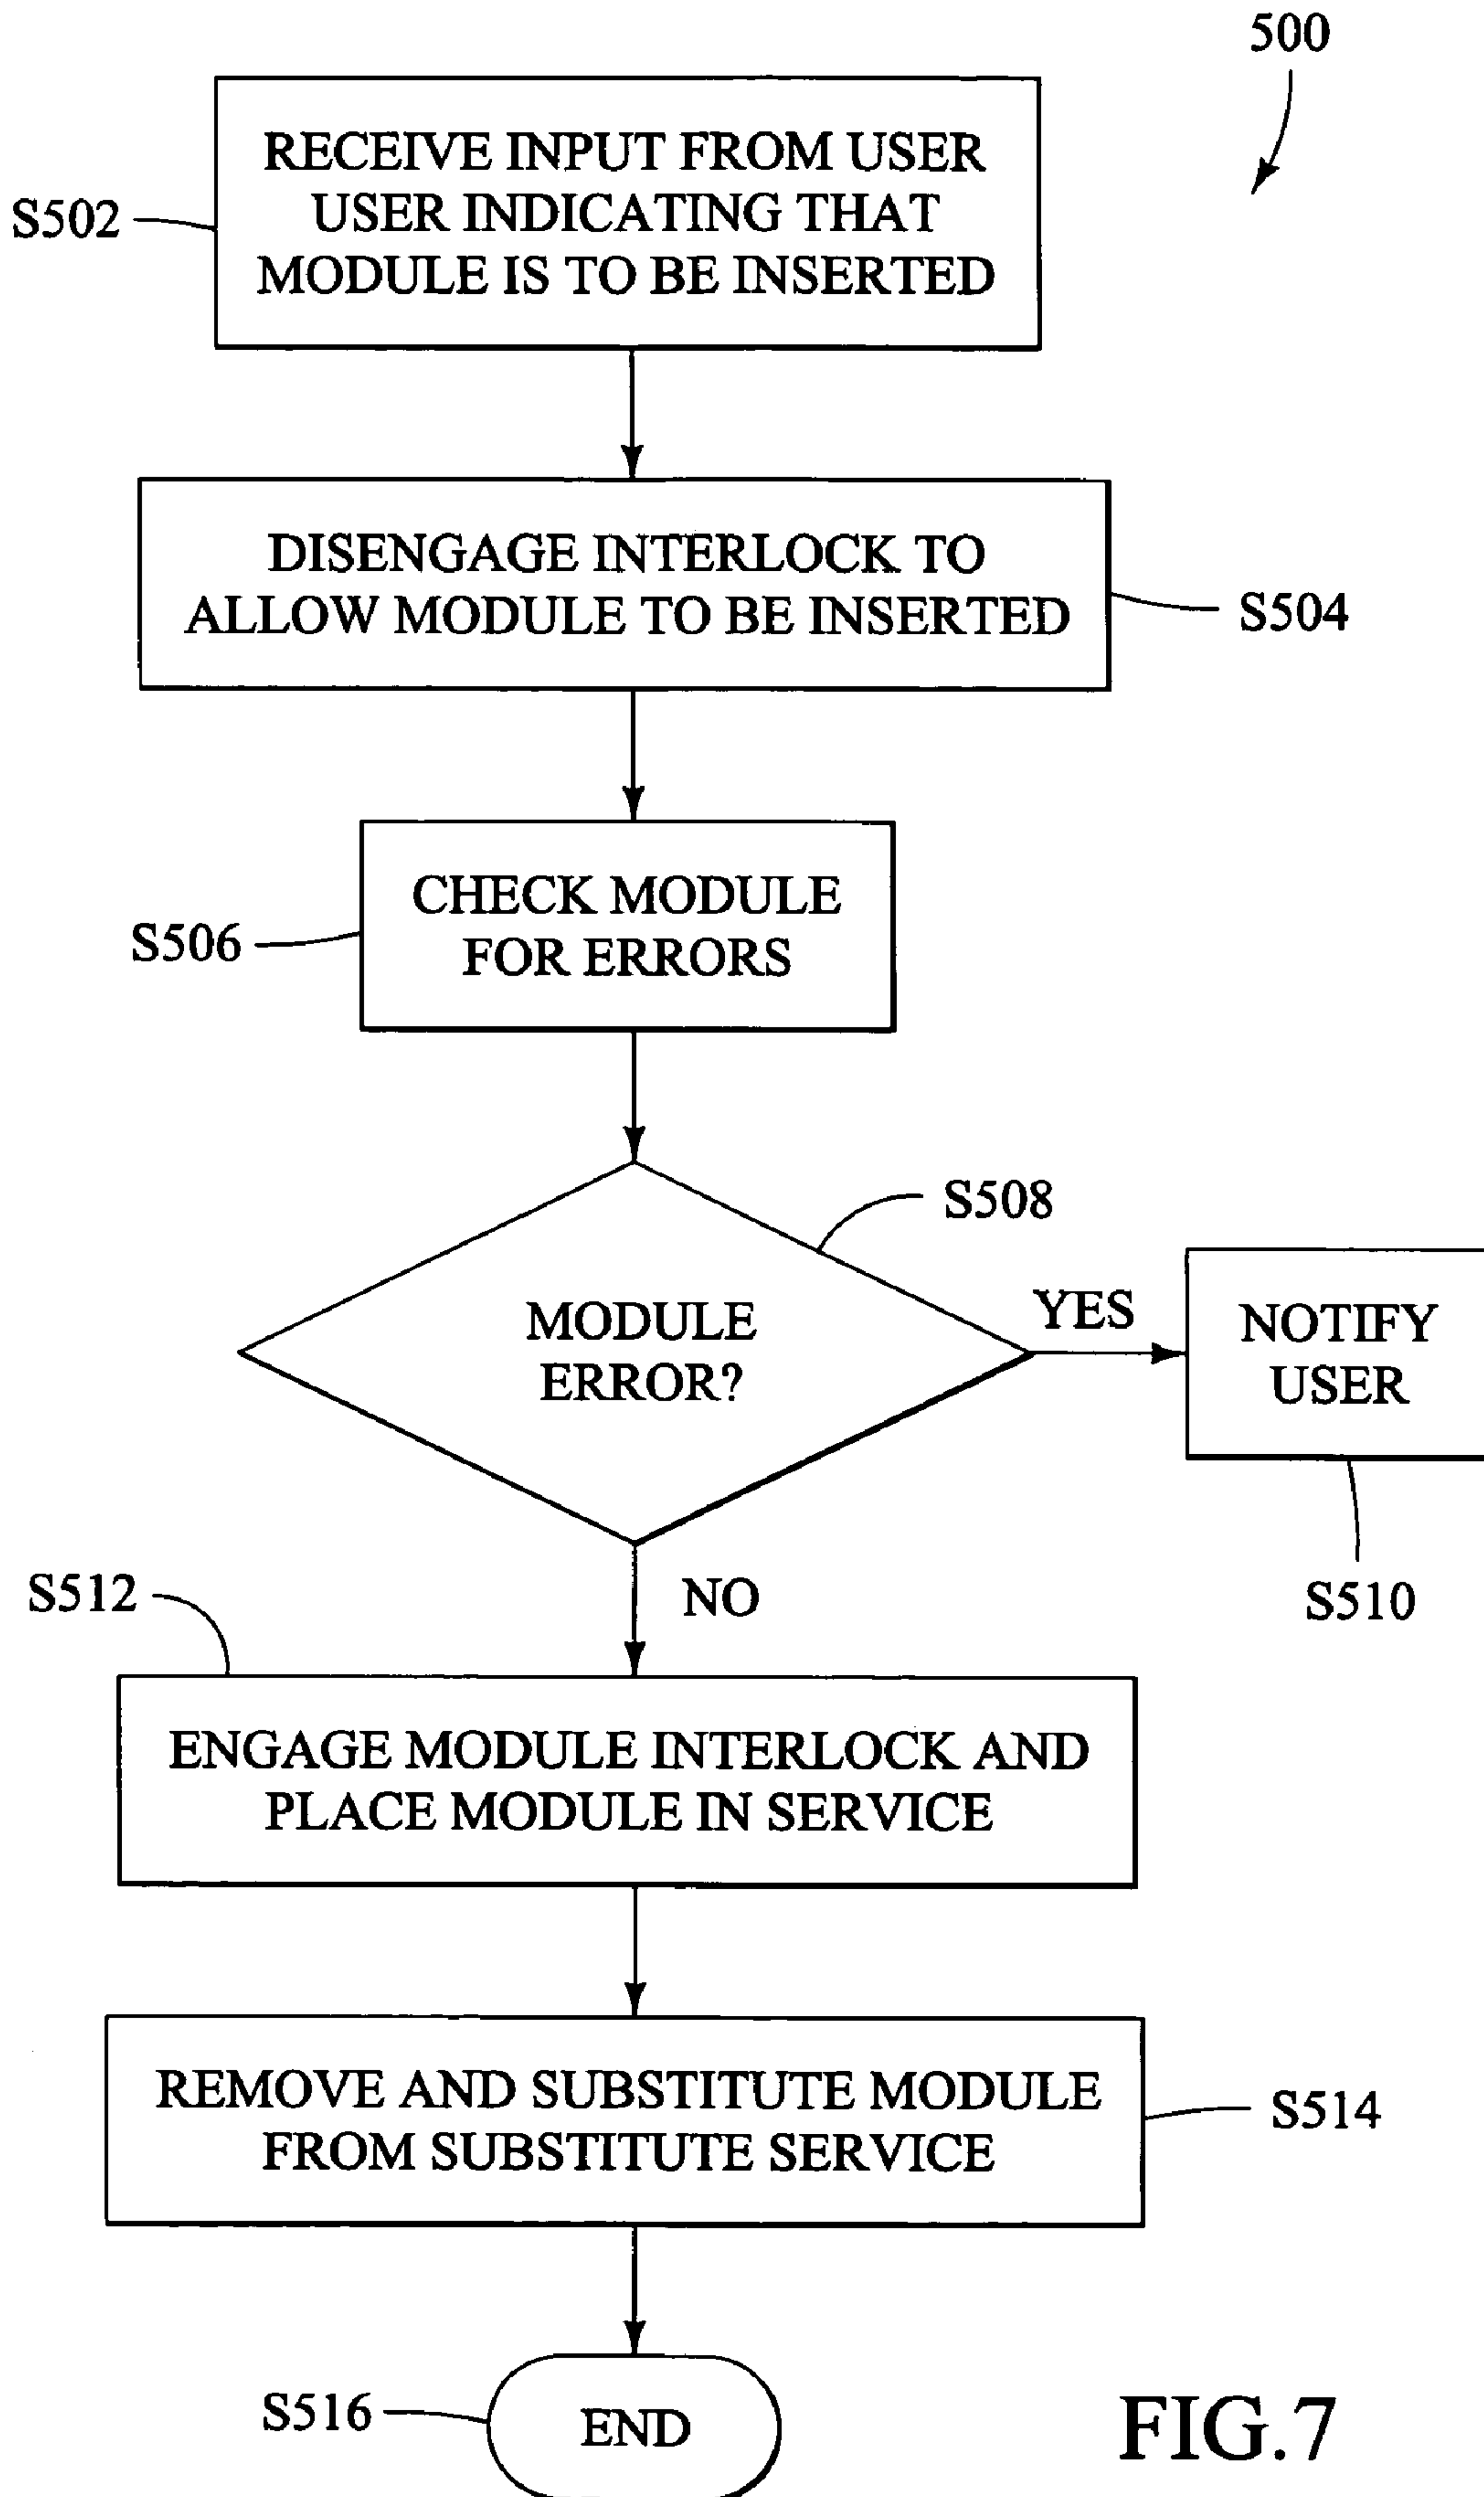 500
RECEIVE INPUT FROM USER
USER INDICATING THAT
MODULE IS TO BE INSERTED
S502
DISENGAGE INTERLOCK TO
ALLOW MODULE TO BE INSERTED
S504
CHECK MODULE
FOR ERRORS
S506
S508
MODULE
ERROR?
YES
NOTIFY
USER
S510
NO
S512
ENGAGE MODULE INTERLOCK AND
PLACE MODULE IN SERVICE
REMOVE AND SUBSTITUTE MODULE
FROM SUBSTITUTE SERVICE
S514
S516
END
FIG. 7